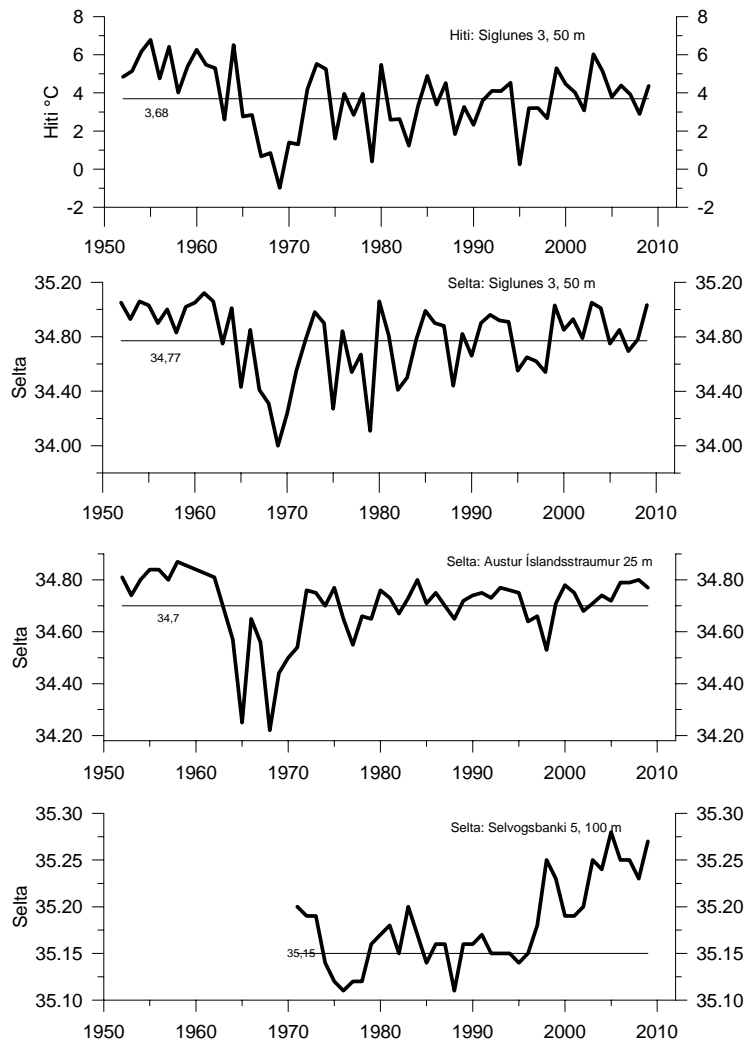 8 8
Hiti: Siglunes 3, 50 m
6 6
4 4
3,68
Hiti °C
2 2
0 0
-2 -2
1950 1960 1970 1980 1990 2000 2010
35.20 35.20
Selta: Siglunes 3, 50 m
34.80 34.80
34,77
Selta
34.40 34.40
34.00 34.00
1950 1960 1970 1980 1990 2000 2010
Selta: Austur Íslandsstraumur 25 m
34.80 34.80
34,7
34.60 34.60
Selta
34.40 34.40
34.20 34.20
1950 1960 1970 1980 1990 2000 2010
35.30 35.30
Selta: Selvogsbanki 5, 100 m
35.25 35.25
35.20 35.20
Selta
35.15 35,15 35.15
35.10 35.10
1950 1960 1970 1980 1990 2000 2010